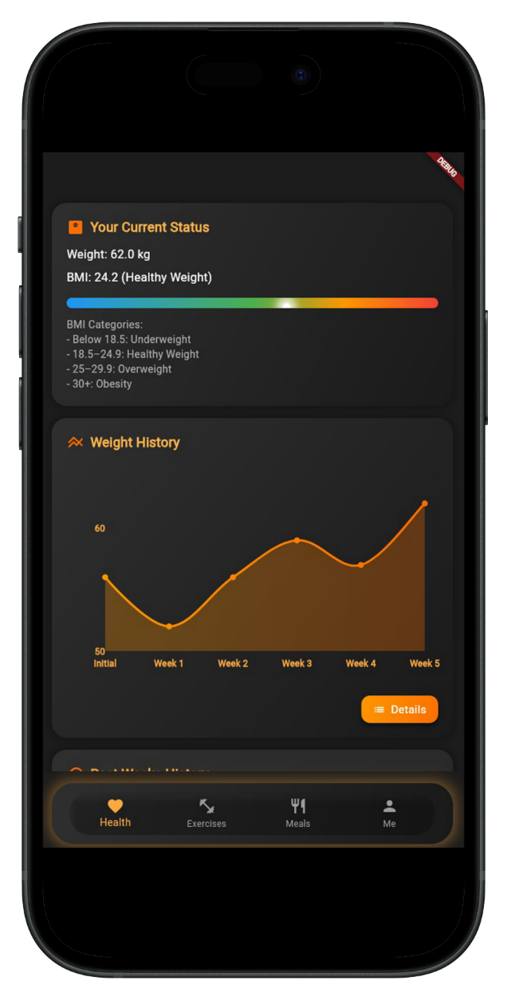 DEBUG
Your Current Status
Weight: 62.0 kg
BMI: 24.2 (Healthy Weight)
BMI Categories:
- Below 18.5: Underweight
- 18.5–24.9: Healthy Weight
- 25–29.9: Overweight
- 30+: Obesity
Weight History
60
50
Initial Week 1 Week 2 Week 3 Week 4 Week 5
Details
Health Exercises Meals Me